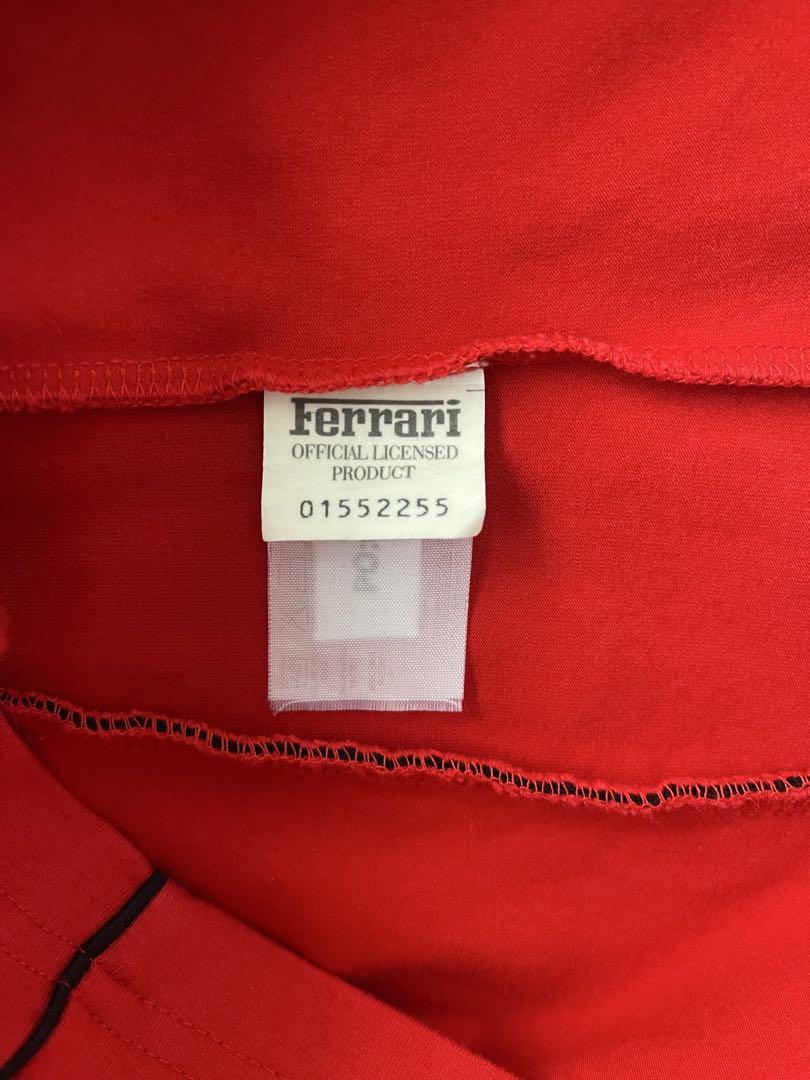 Ferrari
OFFICIAL LICENSED
PRODUCT
01552255